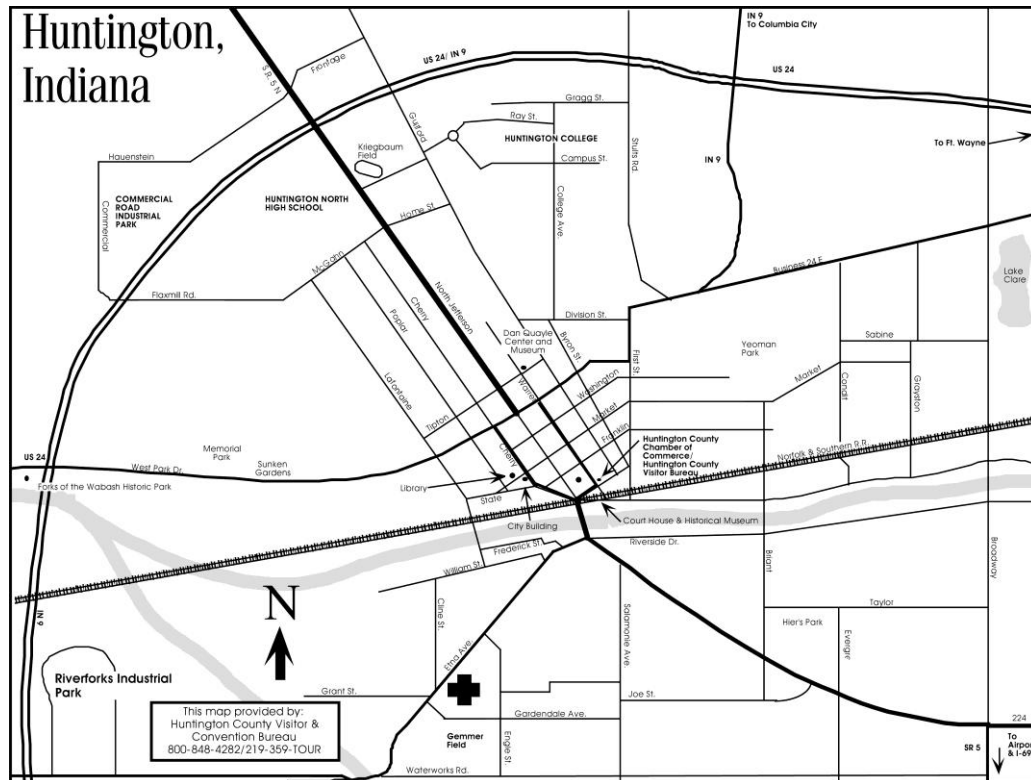 Huntington,
Indiana
IN 9
To Columbia City
S.R. 5 N
Frontage
US 24/ IN 9
US 24
Guilford
Gragg St.
Ray St.
HUNTINGTON COLLEGE
Campus St.
Stults Rd.
IN 9
To Ft. Wayne
Kriegbaum
Field
Hauenstein
Commercial
COMMERCIAL
ROAD
INDUSTRIAL
PARK
HUNTINGTON NORTH
HIGH SCHOOL
College Ave.
Home St.
McGahn
Flaxmill Rd.
North Jefferson
Cherry
Poplar
Lafontaine
Business 24 E
Lake
Clare
Division St.
Dan Quayle
Center and
Museum
Byron St.
First St.
Yeoman
Park
Sabine
Warren
Washington
Market
Franklin
Market
Condit
Grayston
Tipton
Cherry
Huntington County
Chamber of
Commerce/
Huntington County
Visitor Bureau
Norfolk & Southern R.R.
US 24
West Park Dr.
Memorial
Park
Sunken
Gardens
Forks of the Wabash Historic Park
Library
State
City Building
Court House & Historical Museum
Riverside Dr.
Frederick St.
William St.
Briant
Broadway
IN 9
N
Cline St.
Etna Ave.
Salamonie Ave.
Hier's Park
Taylor
Evergr
Riverforks Industrial
Park
Grant St.
Joe St.
Gardendale Ave.
Gemmer
Field
Engle St.
Waterworks Rd.
224
SR 5
To
Airpor
& I-69
This map provided by:
Huntington County Visitor &
Convention Bureau
800-848-4282/219-359-TOUR